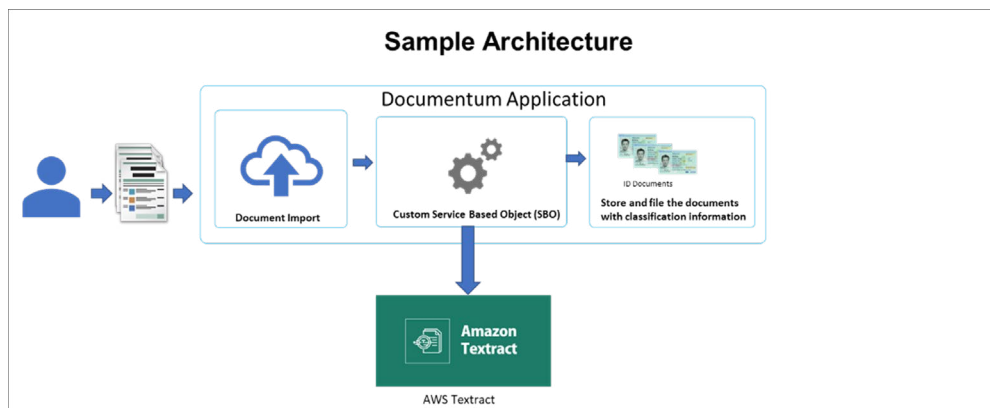 Sample Architecture
Documentum Application
Document Import
Custom Service Based Object (SBO)
ID Documents
Store and file the documents
with classification information
Amazon
Textract
AWS Textract